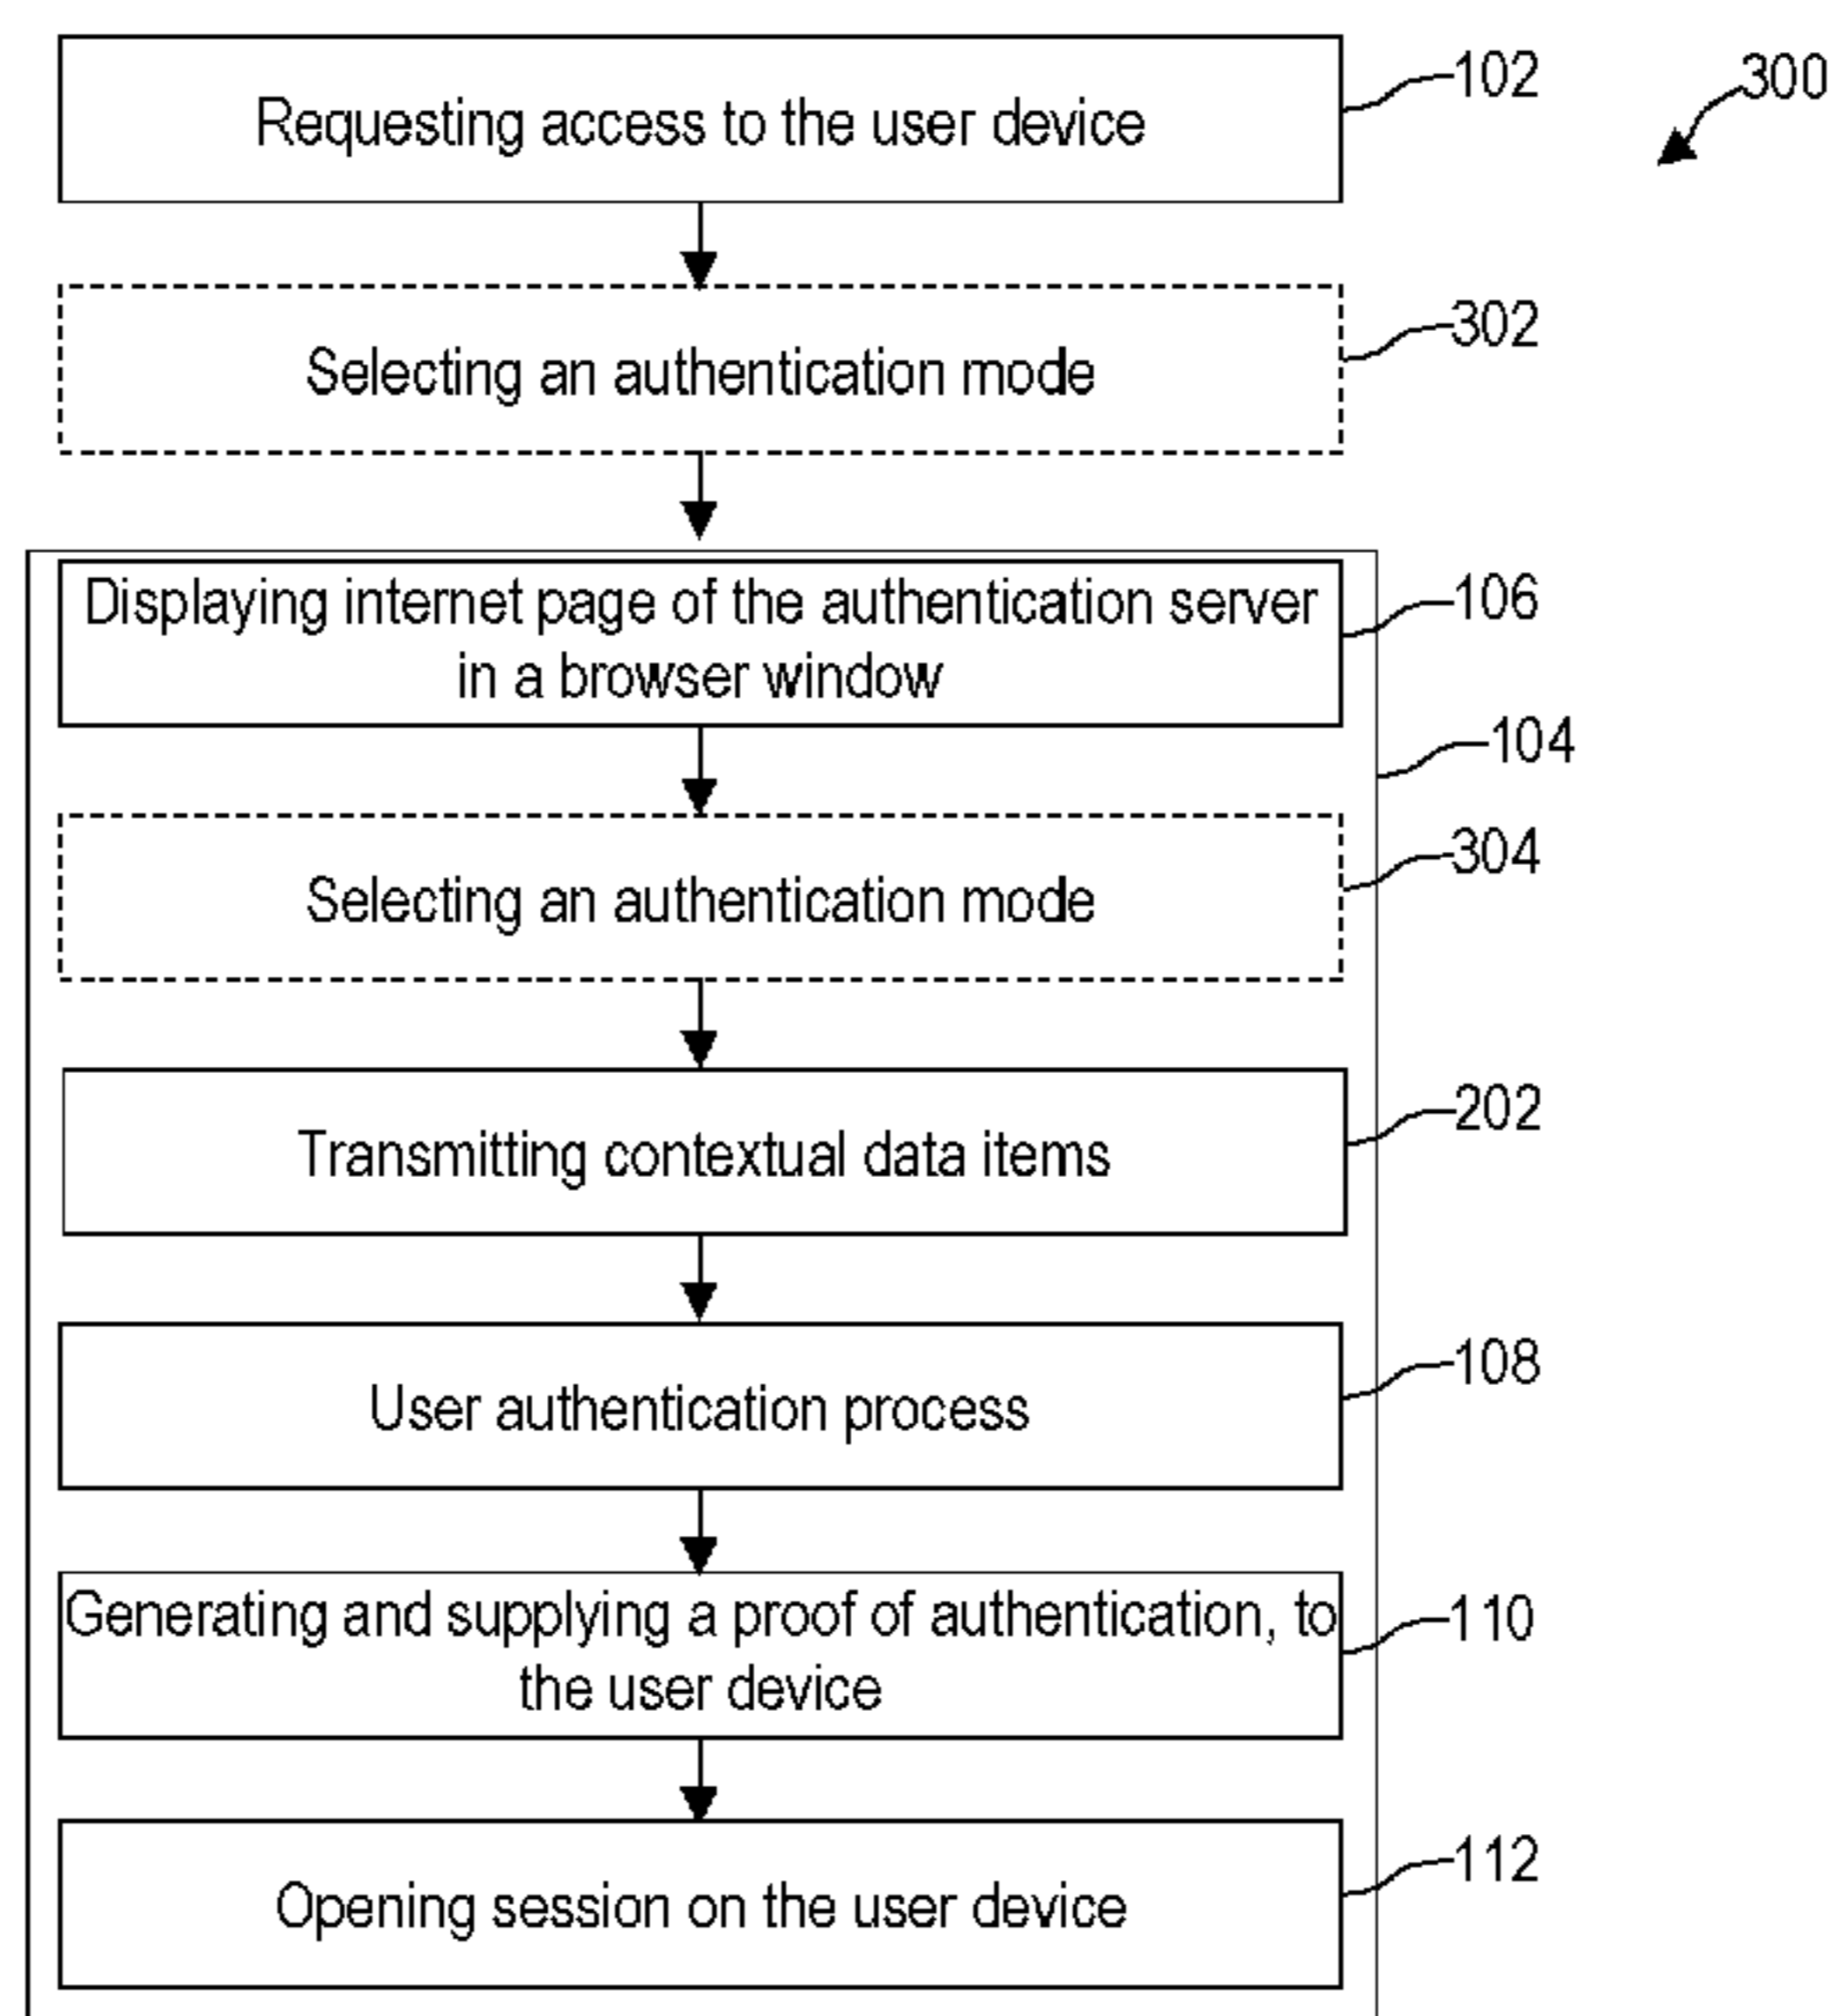 Requesting access to the user device
102
300
Selecting an authentication mode
302
Displaying internet page of the authentication server
in a browser window
106
104
Selecting an authentication mode
304
Transmitting contextual data items
202
User authentication process
108
Generating and supplying a proof of authentication, to
the user device
110
Opening session on the user device
112